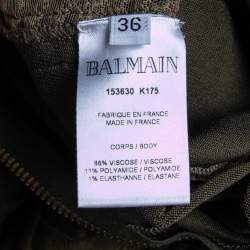 36
BALMAIN
153630 K175
FABRIQUE EN FRANCE
MADE IN FRANCE
CORPS / BODY
88% VISCOSE / VISCOSE
11% POLYAMIDE / POLYAMIDE
1% ELASTHANNE / ELASTANE